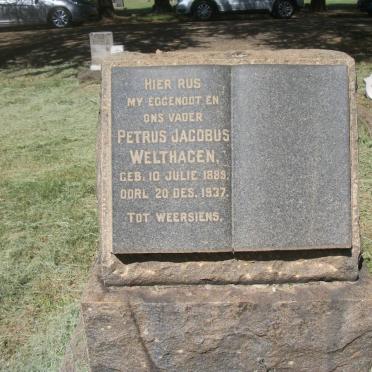 HIER RUS
MY EGGENOOT EN
ONS VADER
PETRUS JACOBUS
WELTHAGEN,
GEB. 10 JULIE 1889,
OORL 20 DES. 1937.
TOT WEERSIENS.